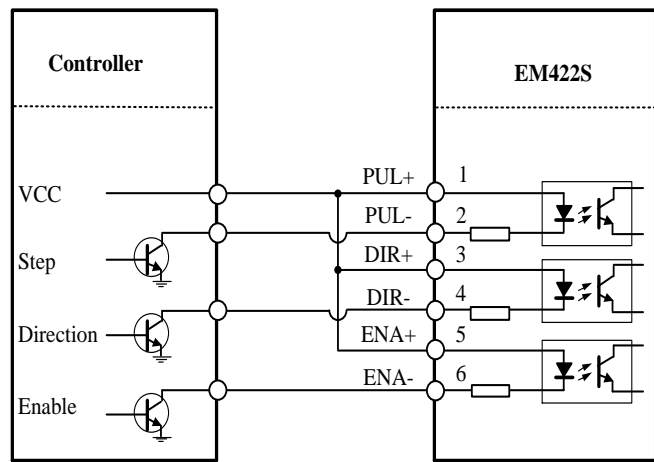 Controller
EM422S
VCC
PUL+ 1
PUL- 2
Step
DIR+ 3
DIR- 4
Direction
ENA+ 5
ENA- 6
Enable